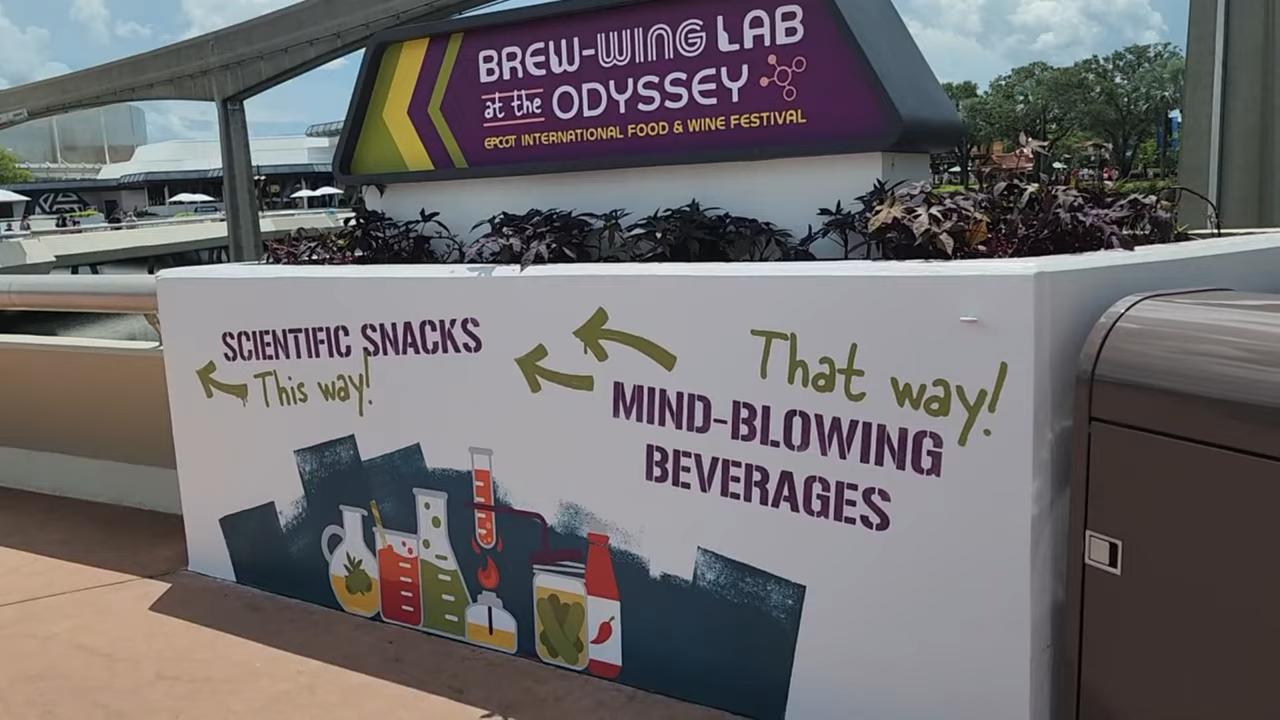 BREW-WING LAB
at the ODYSSEY
EPCOT INTERNATIONAL FOOD & WINE FESTIVAL
SCIENTIFIC SNACKS
This way!
That way!
MIND-BLOWING
BEVERAGES